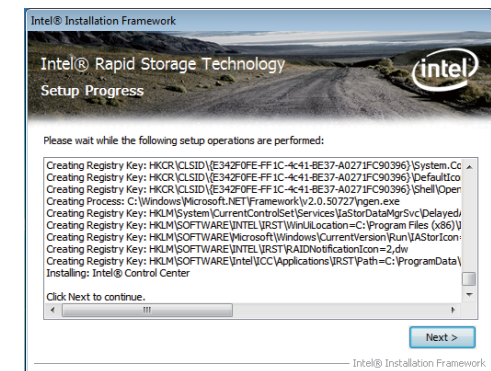 Intel® Installation Framework
Intel® Rapid Storage Technology
Setup Progress
intel
Please wait while the following setup operations are performed:
Creating Registry Key: HKCR\CLSID\{E342F0FE-FF1C-4c41-BE37-A0271FC90396}\System.Co
Creating Registry Key: HKCR\CLSID\{E342F0FE-FF1C-4c41-BE37-A0271FC90396}\DefaultIco
Creating Registry Key: HKCR\CLSID\{E342F0FE-FF1C-4c41-BE37-A0271FC90396}\Shell\Open
Creating Process: C:\Windows\Microsoft.NET\Framework\v2.0.50727\ngen.exe
Creating Registry Key: HKLM\System\CurrentControlSet\Services\IaStorDataMgrSvc\Delayed
Creating Registry Key: HKLM\SOFTWARE\INTEL\IRST\WinUiLocation=C:\Program Files (x86)\
Creating Registry Key: HKLM\SOFTWARE\Microsoft\Windows\CurrentVersion\Run\IAStorIcon=
Creating Registry Key: HKLM\SOFTWARE\INTEL\IRST\RAIDNotificationIcon=2,dw
Creating Registry Key: HKLM\SOFTWARE\Intel\ICC\Applications\IRST\Path=C:\ProgramData\
Installing: Intel® Control Center
Click Next to continue.
Next >
Intel® Installation Framework